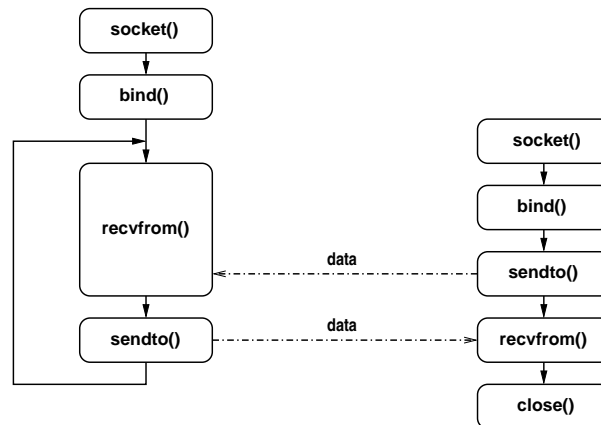 socket()
bind()
recvfrom()
sendto()
data
data
socket()
bind()
sendto()
recvfrom()
close()